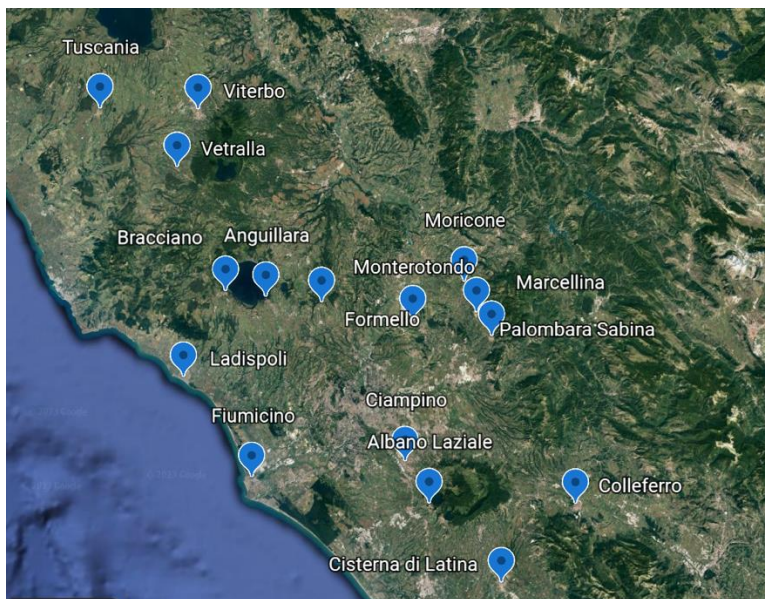 Tuscania
Viterbo
Vetralla
Moricone
Bracciano
Anguillara
Monterotondo
Marcellina
Formello
Palombara Sabina
Ladispoli
Ciampino
Fiumicino
Albano Laziale
Colleferro
Cisterna di Latina